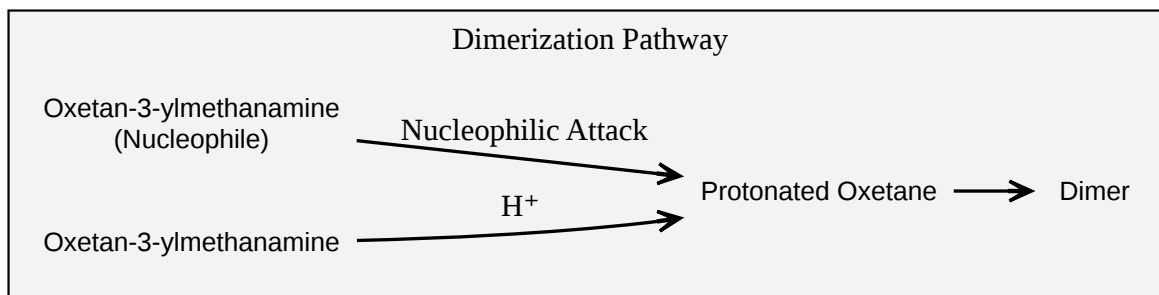 Dimerization Pathway
Oxetan-3-ylmethanamine
(Nucleophile)
Nucleophilic Attack
Protonated Oxetane
Dimer
H⁺
Oxetan-3-ylmethanamine